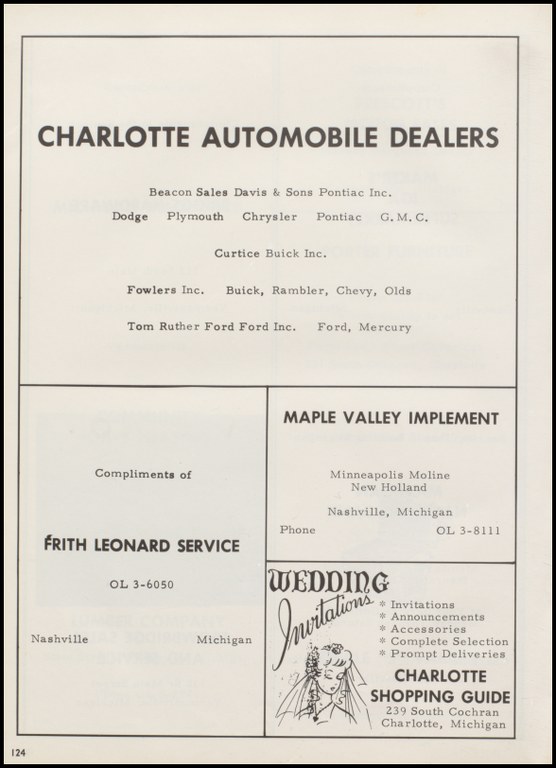 CHARLOTTE AUTOMOBILE DEALERS
Beacon Sales Davis & Sons Pontiac Inc.
Dodge Plymouth Chrysler Pontiac G.M.C.
Curtice Buick Inc.
Fowlers Inc. Buick, Rambler, Chevy, Olds
Tom Ruther Ford Ford Inc. Ford, Mercury
Compliments of
FRITH LEONARD SERVICE
OL 3-6050
Nashville Michigan
MAPLE VALLEY IMPLEMENT
Minneapolis Moline
New Holland
Nashville, Michigan
Phone OL 3-8111
WEDDING
Invitations
* Invitations
* Announcements
* Accessories
* Complete Selection
* Prompt Deliveries
CHARLOTTE
SHOPPING GUIDE
239 South Cochran
Charlotte, Michigan
124